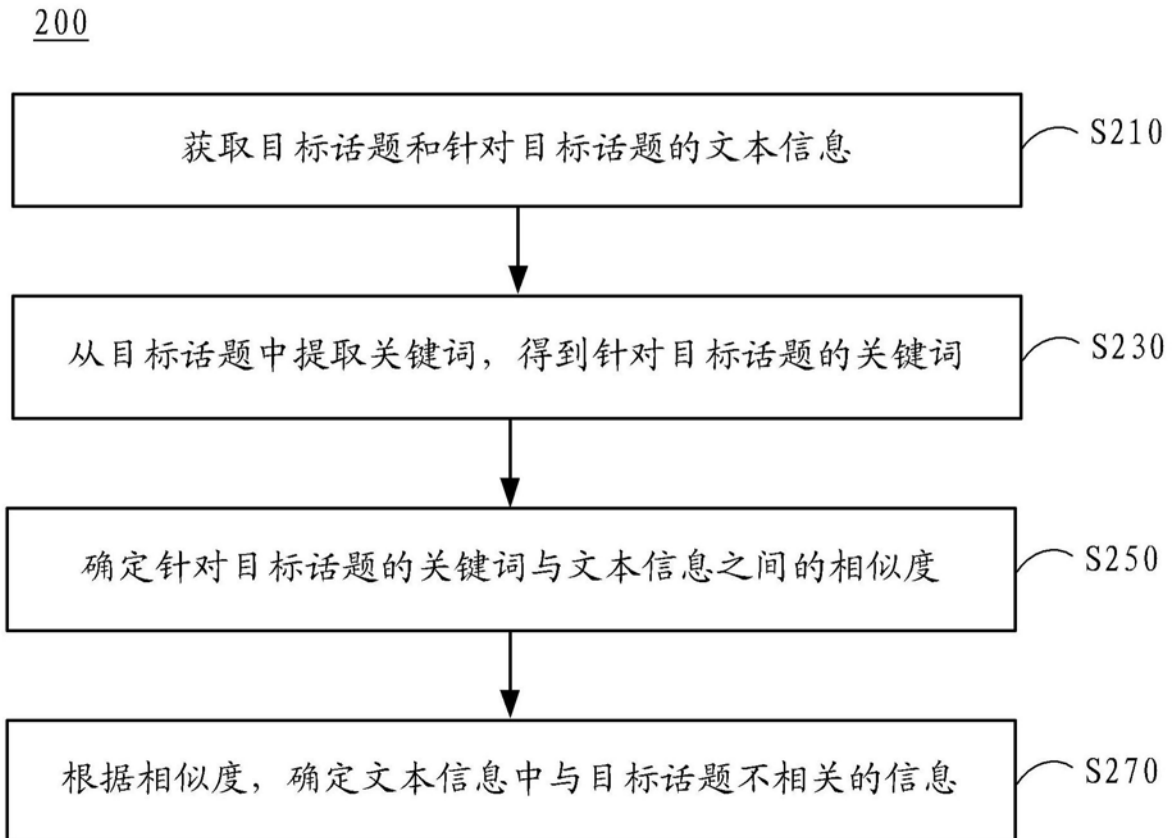 200
获取目标话题和针对目标话题的文本信息
S210
从目标话题中提取关键词，得到针对目标话题的关键词
S230
确定针对目标话题的关键词与文本信息之间的相似度
S250
根据相似度，确定文本信息中与目标话题不相关的信息
S270